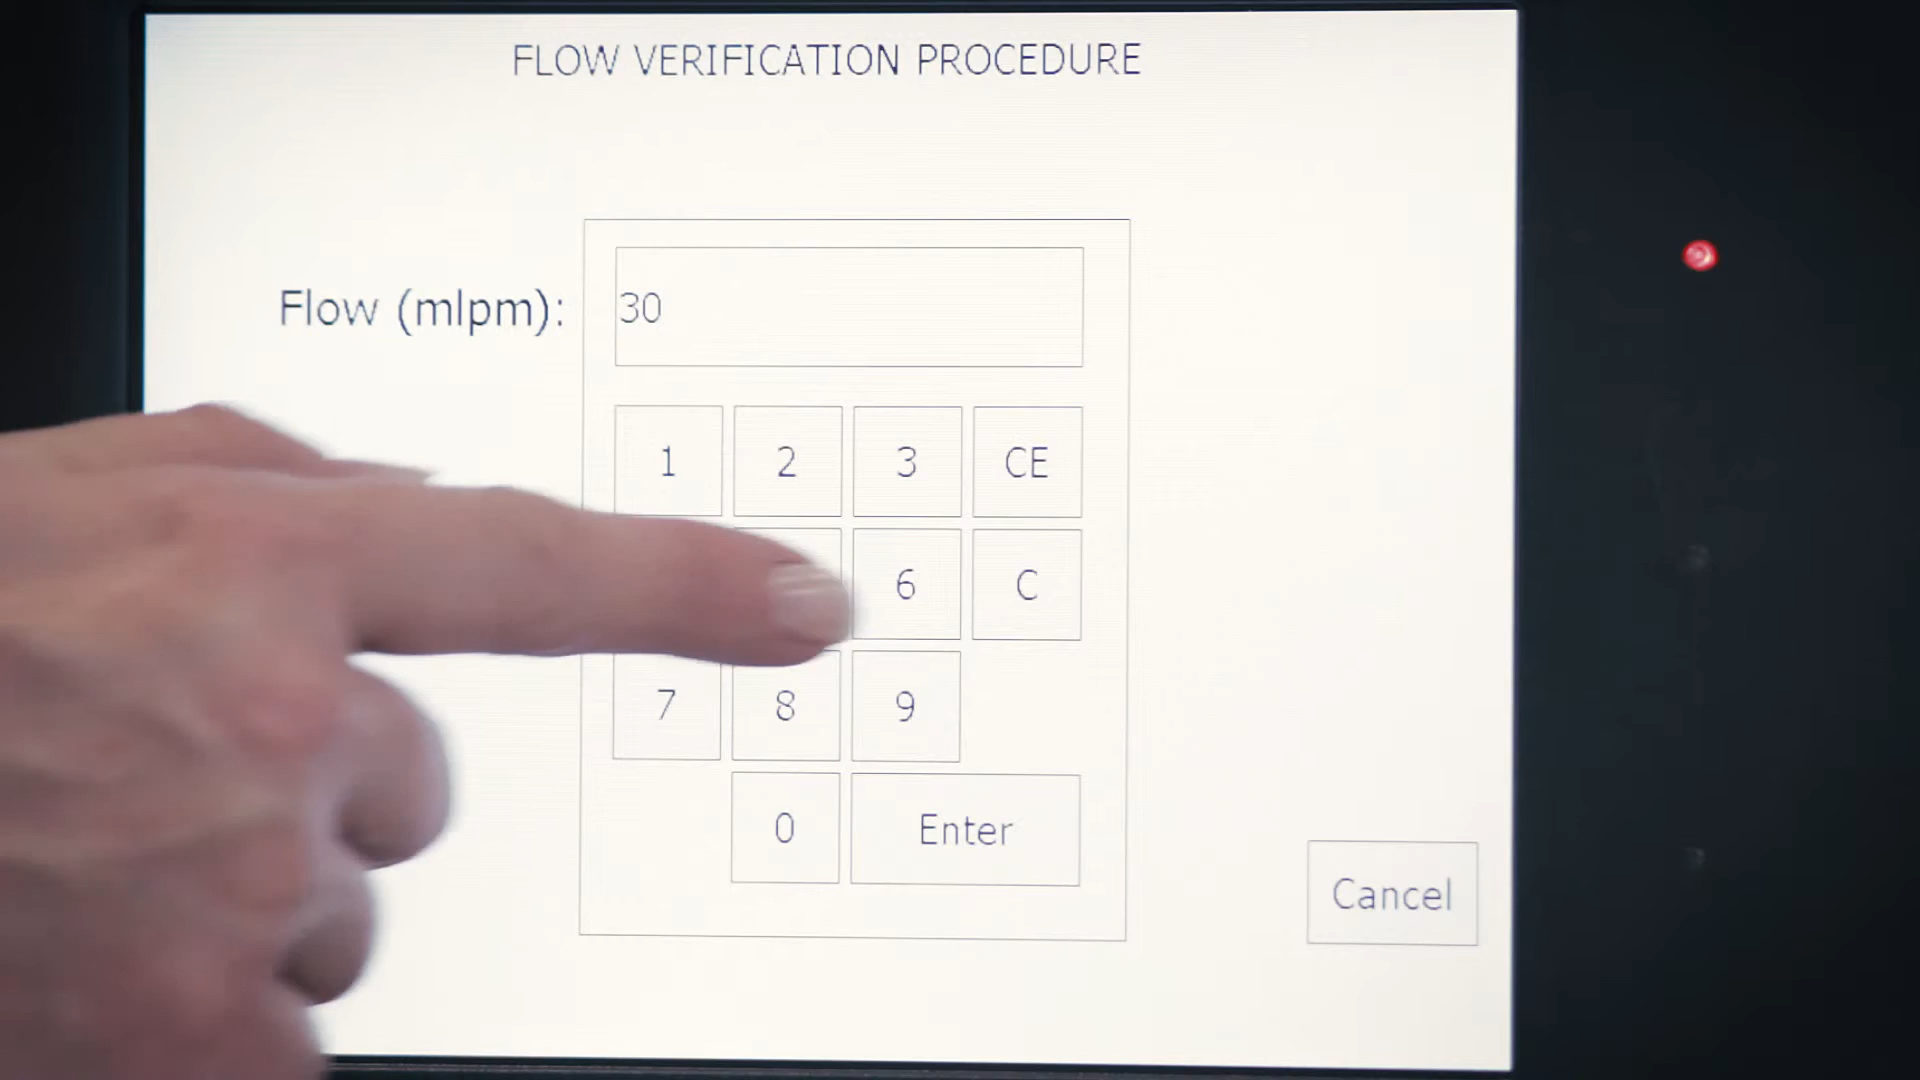 FLOW VERIFICATION PROCEDURE
Flow (mlpm): 30
1 2 3 CE
6 C
7 8 9
0 Enter
Cancel